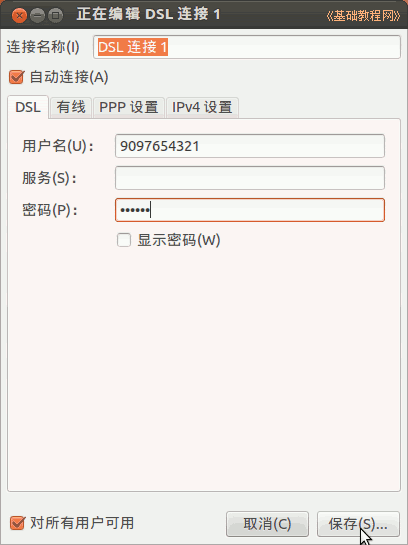 正在编辑 DSL 连接 1
《基础教程网》
连接名称(I) DSL 连接 1
自动连接(A)
DSL 有线 PPP 设置 IPv4 设置
用户名(U)： 9097654321
服务(S)：
密码(P)： ••••••
显示密码(W)
对所有用户可用 取消(C) 保存(S)...